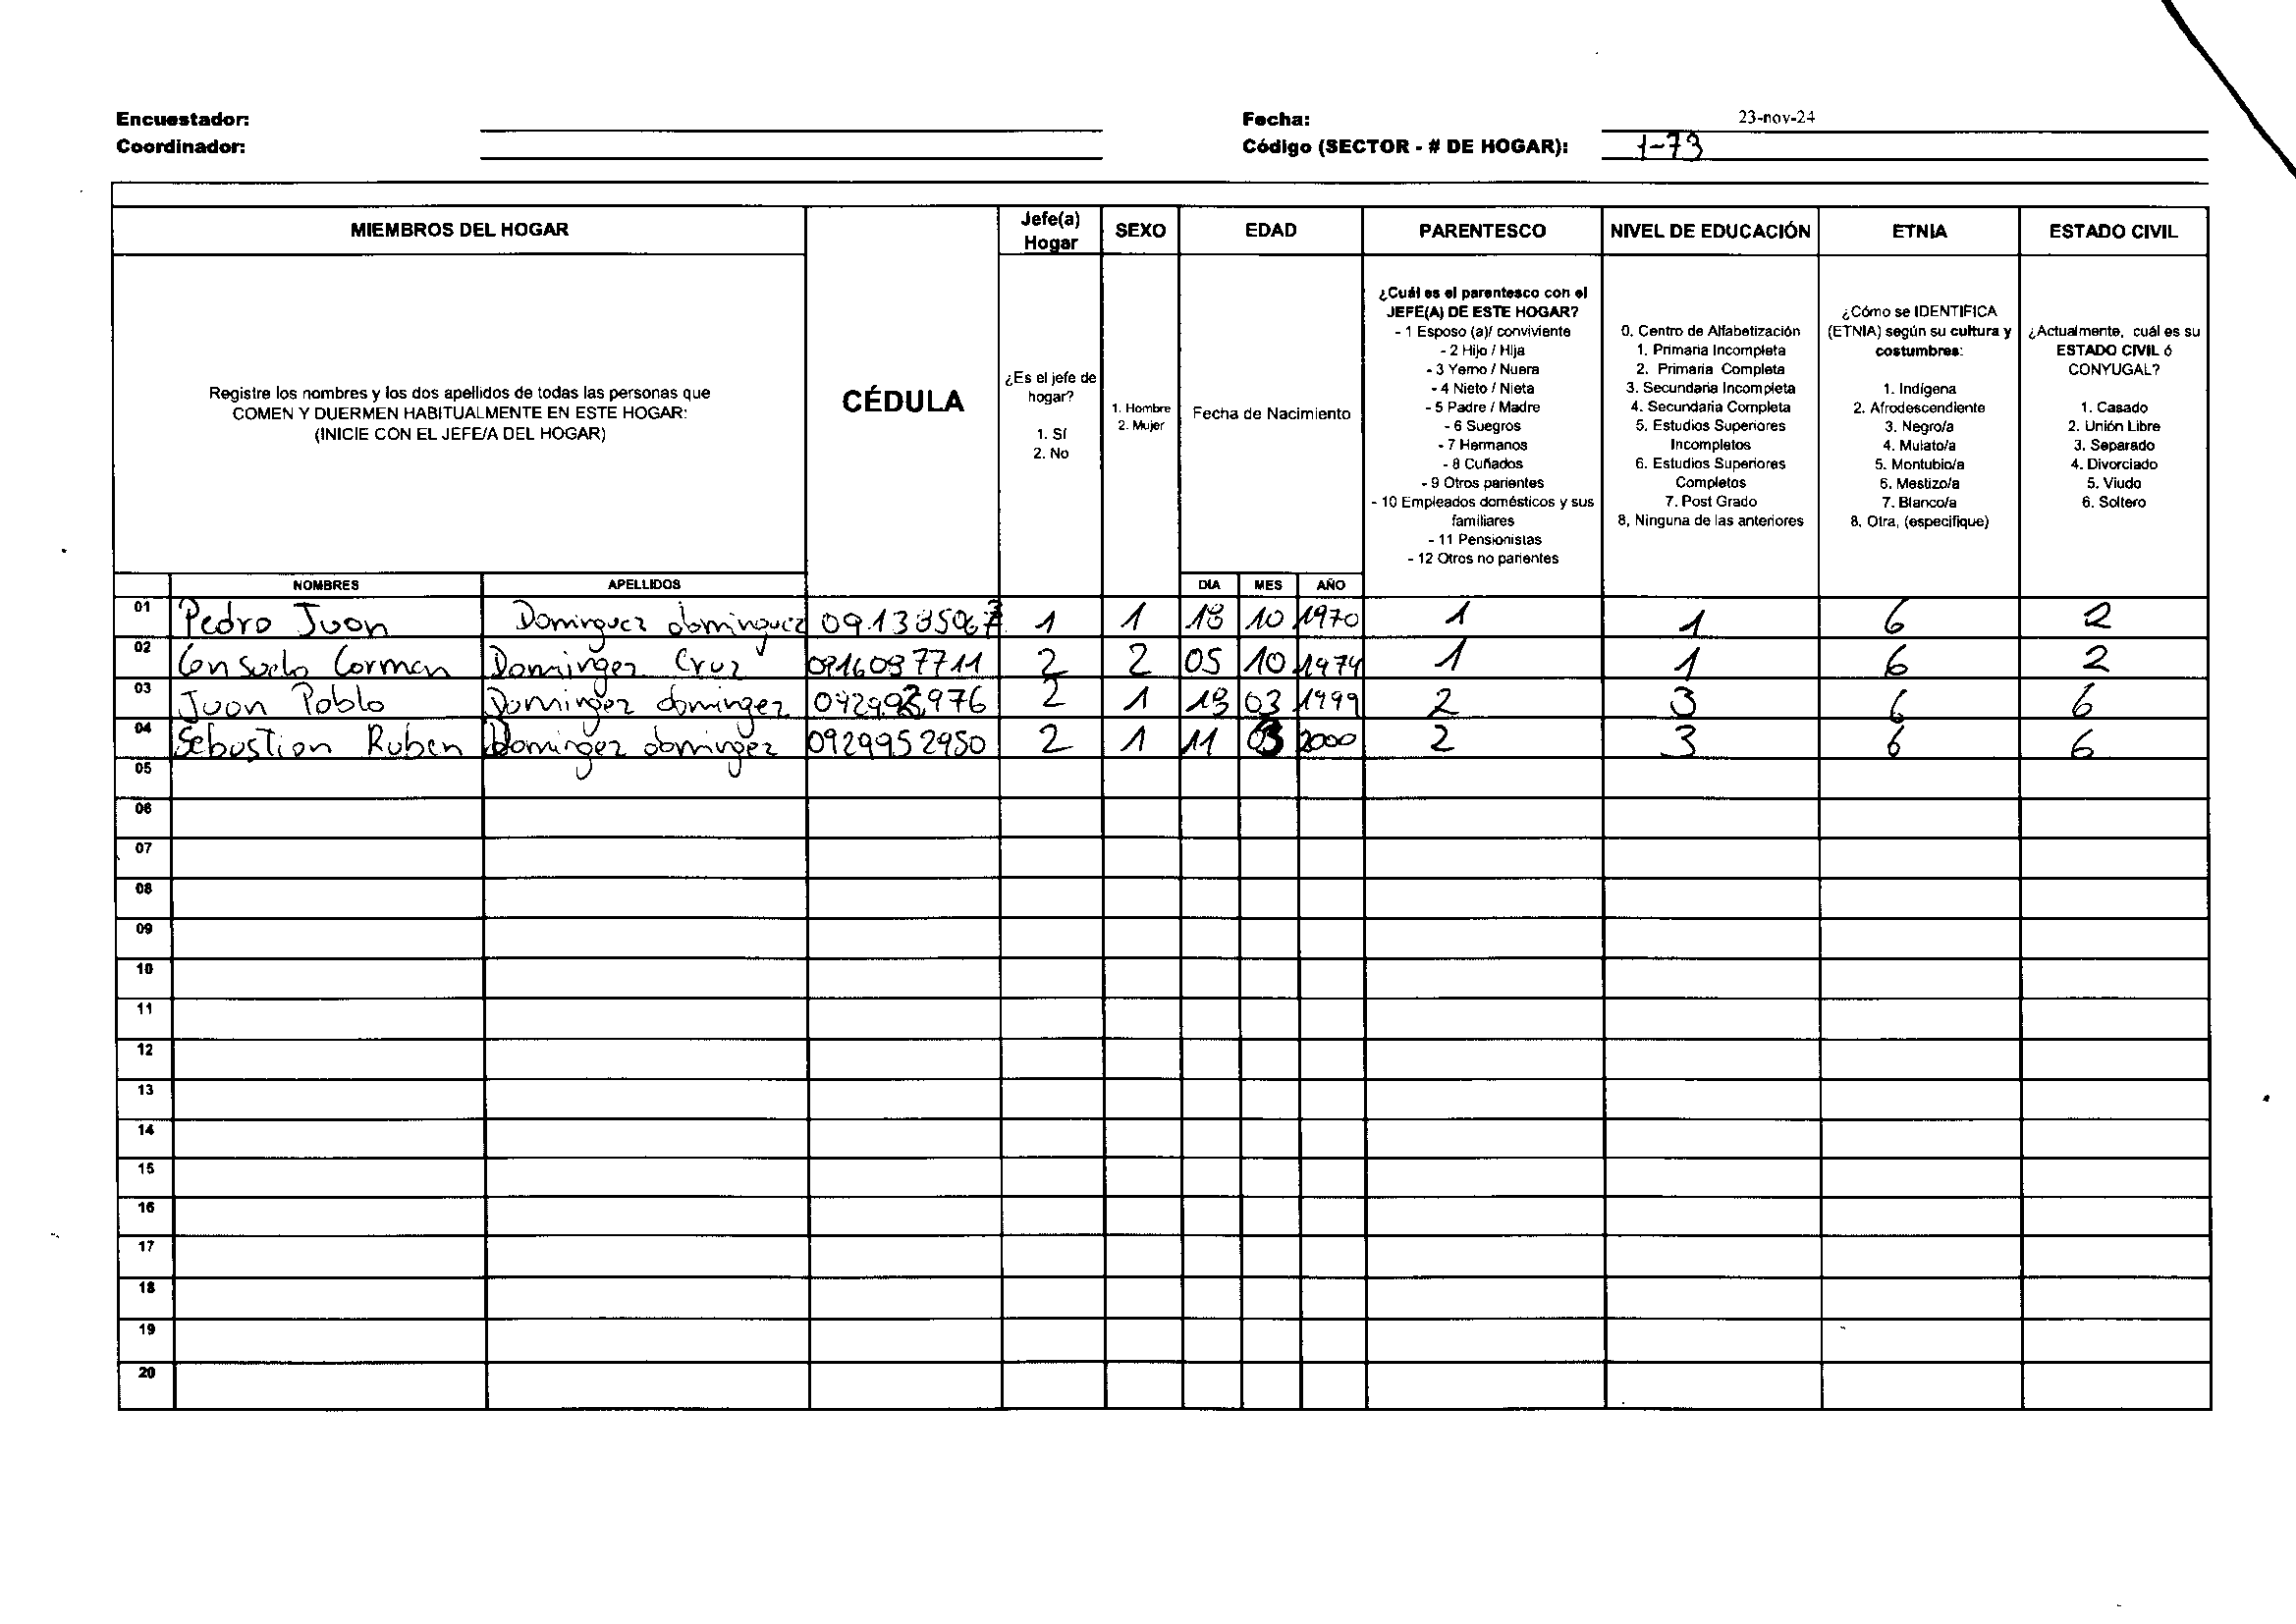 Encuestador:
Coordinador:
Fecha: 23-nov-24
Código (SECTOR - # DE HOGAR): 1-73
MIEMBROS DEL HOGAR
Registre los nombres y los dos apellidos de todas las personas que
COMEN Y DUERMEN HABITUALMENTE EN ESTE HOGAR:
(INICIE CON EL JEFE/A DEL HOGAR)
CÉDULA
Jefe(a)
Hogar
¿Es el jefe de
hogar?
1. Sí
2. No
SEXO
1. Hombre
2. Mujer
EDAD
Fecha de Nacimiento
PARENTESCO
¿Cuál es el parentesco con el
JEFE(A) DE ESTE HOGAR?
- 1 Esposo (a)/ conviviente
- 2 Hijo / Hija
- 3 Yerno / Nuera
- 4 Nieto / Nieta
- 5 Padre / Madre
- 6 Suegros
- 7 Hermanos
- 8 Cuñados
- 9 Otros parientes
- 10 Empleados domésticos y sus
familiares
- 11 Pensionistas
- 12 Otros no parientes
NIVEL DE EDUCACIÓN
0. Centro de Alfabetización
1. Primaria Incompleta
2. Primaria Completa
3. Secundaria Incompleta
4. Secundaria Completa
5. Estudios Superiores
Incompletos
6. Estudios Superiores
Completos
7. Post Grado
8, Ninguna de las anteriores
ETNIA
¿Cómo se IDENTIFICA
(ETNIA) según su cultura y
costumbres:
1. Indígena
2. Afrodescendiente
3. Negro/a
4. Mulato/a
5. Montubio/a
6. Mestizo/a
7. Blanco/a
8. Otra, (especifique)
ESTADO CIVIL
¿Actualmente, cuál es su
ESTADO CIVIL ó
CONYUGAL?
1. Casado
2. Unión Libre
3. Separado
4. Divorciado
5. Viudo
6. Soltero
NOMBRES APELLIDOS DIA MES AÑO
01 Pedro Juan Dominguez dominguez 1 1 18 10 1970 1 1 6 2
02 Consuelo Carmen Dominger Cruz 0916097711 2 2 05 10 1974 1 1 6 2
03 Juan Pablo Dominger dominger 2 1 19 03 1999 2 3 6 6
04 Sebastian Ruben Dominger dominger 0929952950 2 1 11 03 2000 2 3 6 6
05
06
07
08
09
10
11
12
13
14
15
16
17
18
19
20